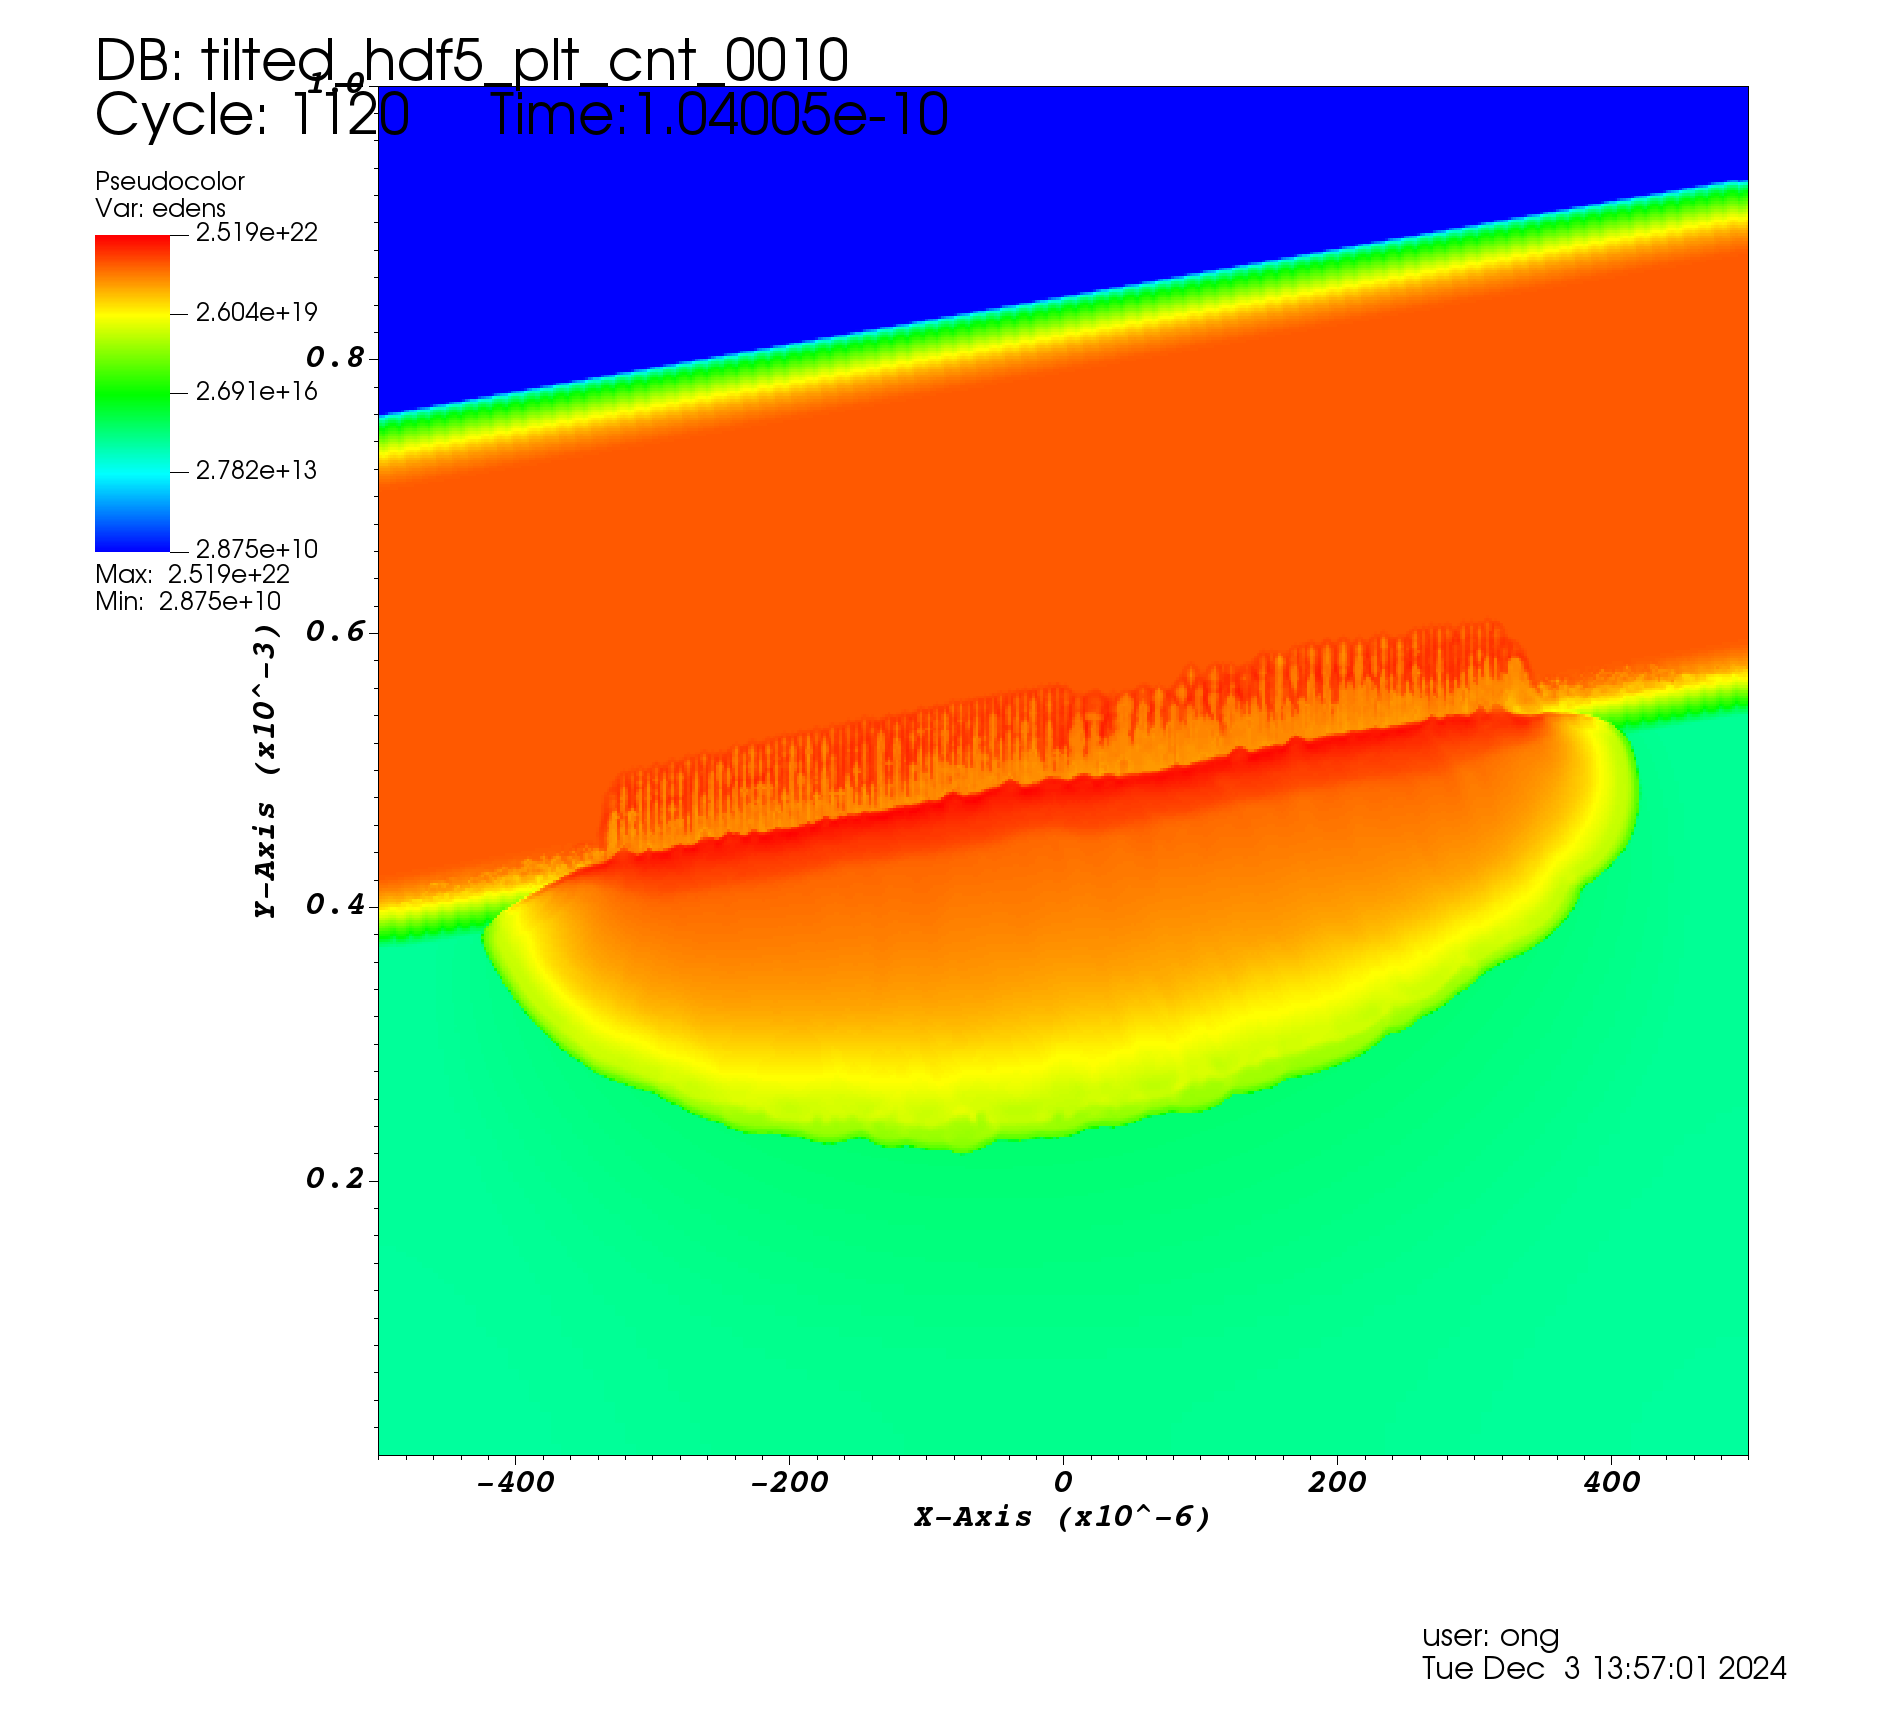 DB: tilted_hdf5_plt_cnt_0010
Cycle: 1120 Time:1.04005e-10
Pseudocolor
Var: edens
2.519e+22
2.604e+19
2.691e+16
2.782e+13
2.875e+10
Max: 2.519e+22
Min: 2.875e+10
1.0
0.8
0.6
0.4
0.2
Y-Axis (x10^-3)
-400 -200 0 200 400
X-Axis (x10^-6)
user: ong
Tue Dec 3 13:57:01 2024